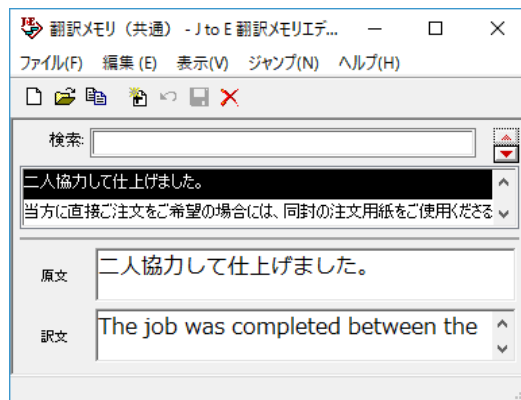 翻訳メモリ（共通） - J to E 翻訳メモリエデ...
ファイル(F) 編集(E) 表示(V) ジャンプ(N) ヘルプ(H)
検索:
二人協力して仕上げました。
当方に直接ご注文をご希望の場合には、同封の注文用紙をご使用くださる
原文 二人協力して仕上げました。
訳文 The job was completed between the